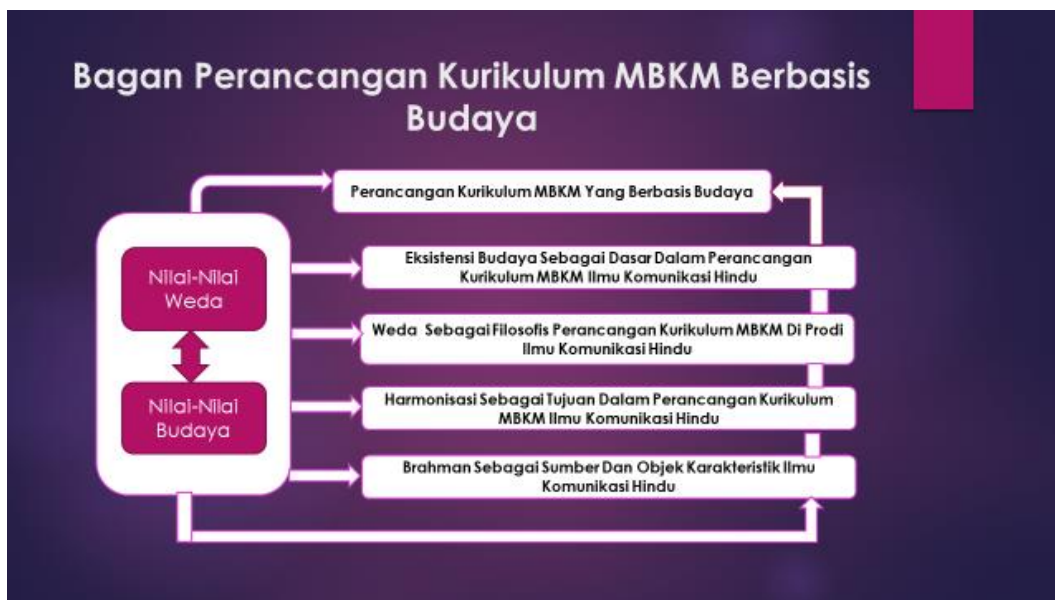 Bagan Perancangan Kurikulum MBKM Berbasis
Budaya
Perancangan Kurikulum MBKM Yang Berbasis Budaya
Nilai-Nilai
Weda
Nilai-Nilai
Budaya
Eksistensi Budaya Sebagai Dasar Dalam Perancangan
Kurikulum MBKM Ilmu Komunikasi Hindu
Weda Sebagai Filosofis Perancangan Kurikulum MBKM Di Prodi
Ilmu Komunikasi Hindu
Harmonisasi Sebagai Tujuan Dalam Perancangan Kurikulum
MBKM Ilmu Komunikasi Hindu
Brahman Sebagai Sumber Dan Objek Karakteristik Ilmu
Komunikasi Hindu